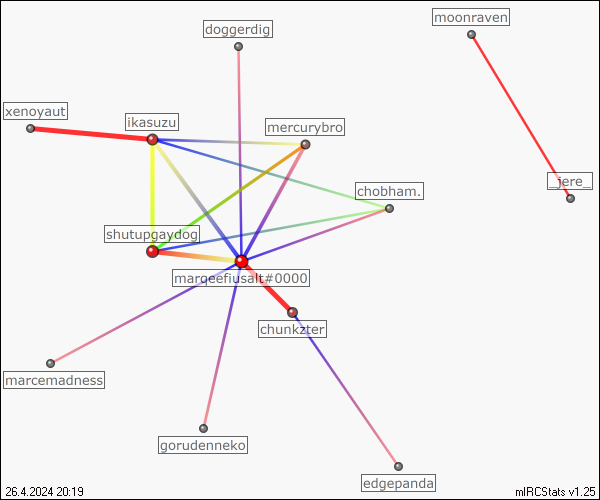 moonraven
doggerdig
xenoyaut
ikasuzu
mercurybro
_jere_
chobham.
shutupgaydog
marqeefiusalt#0000
chunkzter
marcemadness
gorudenneko
edgepanda
26.4.2024 20:19
mIRCStats v1.25